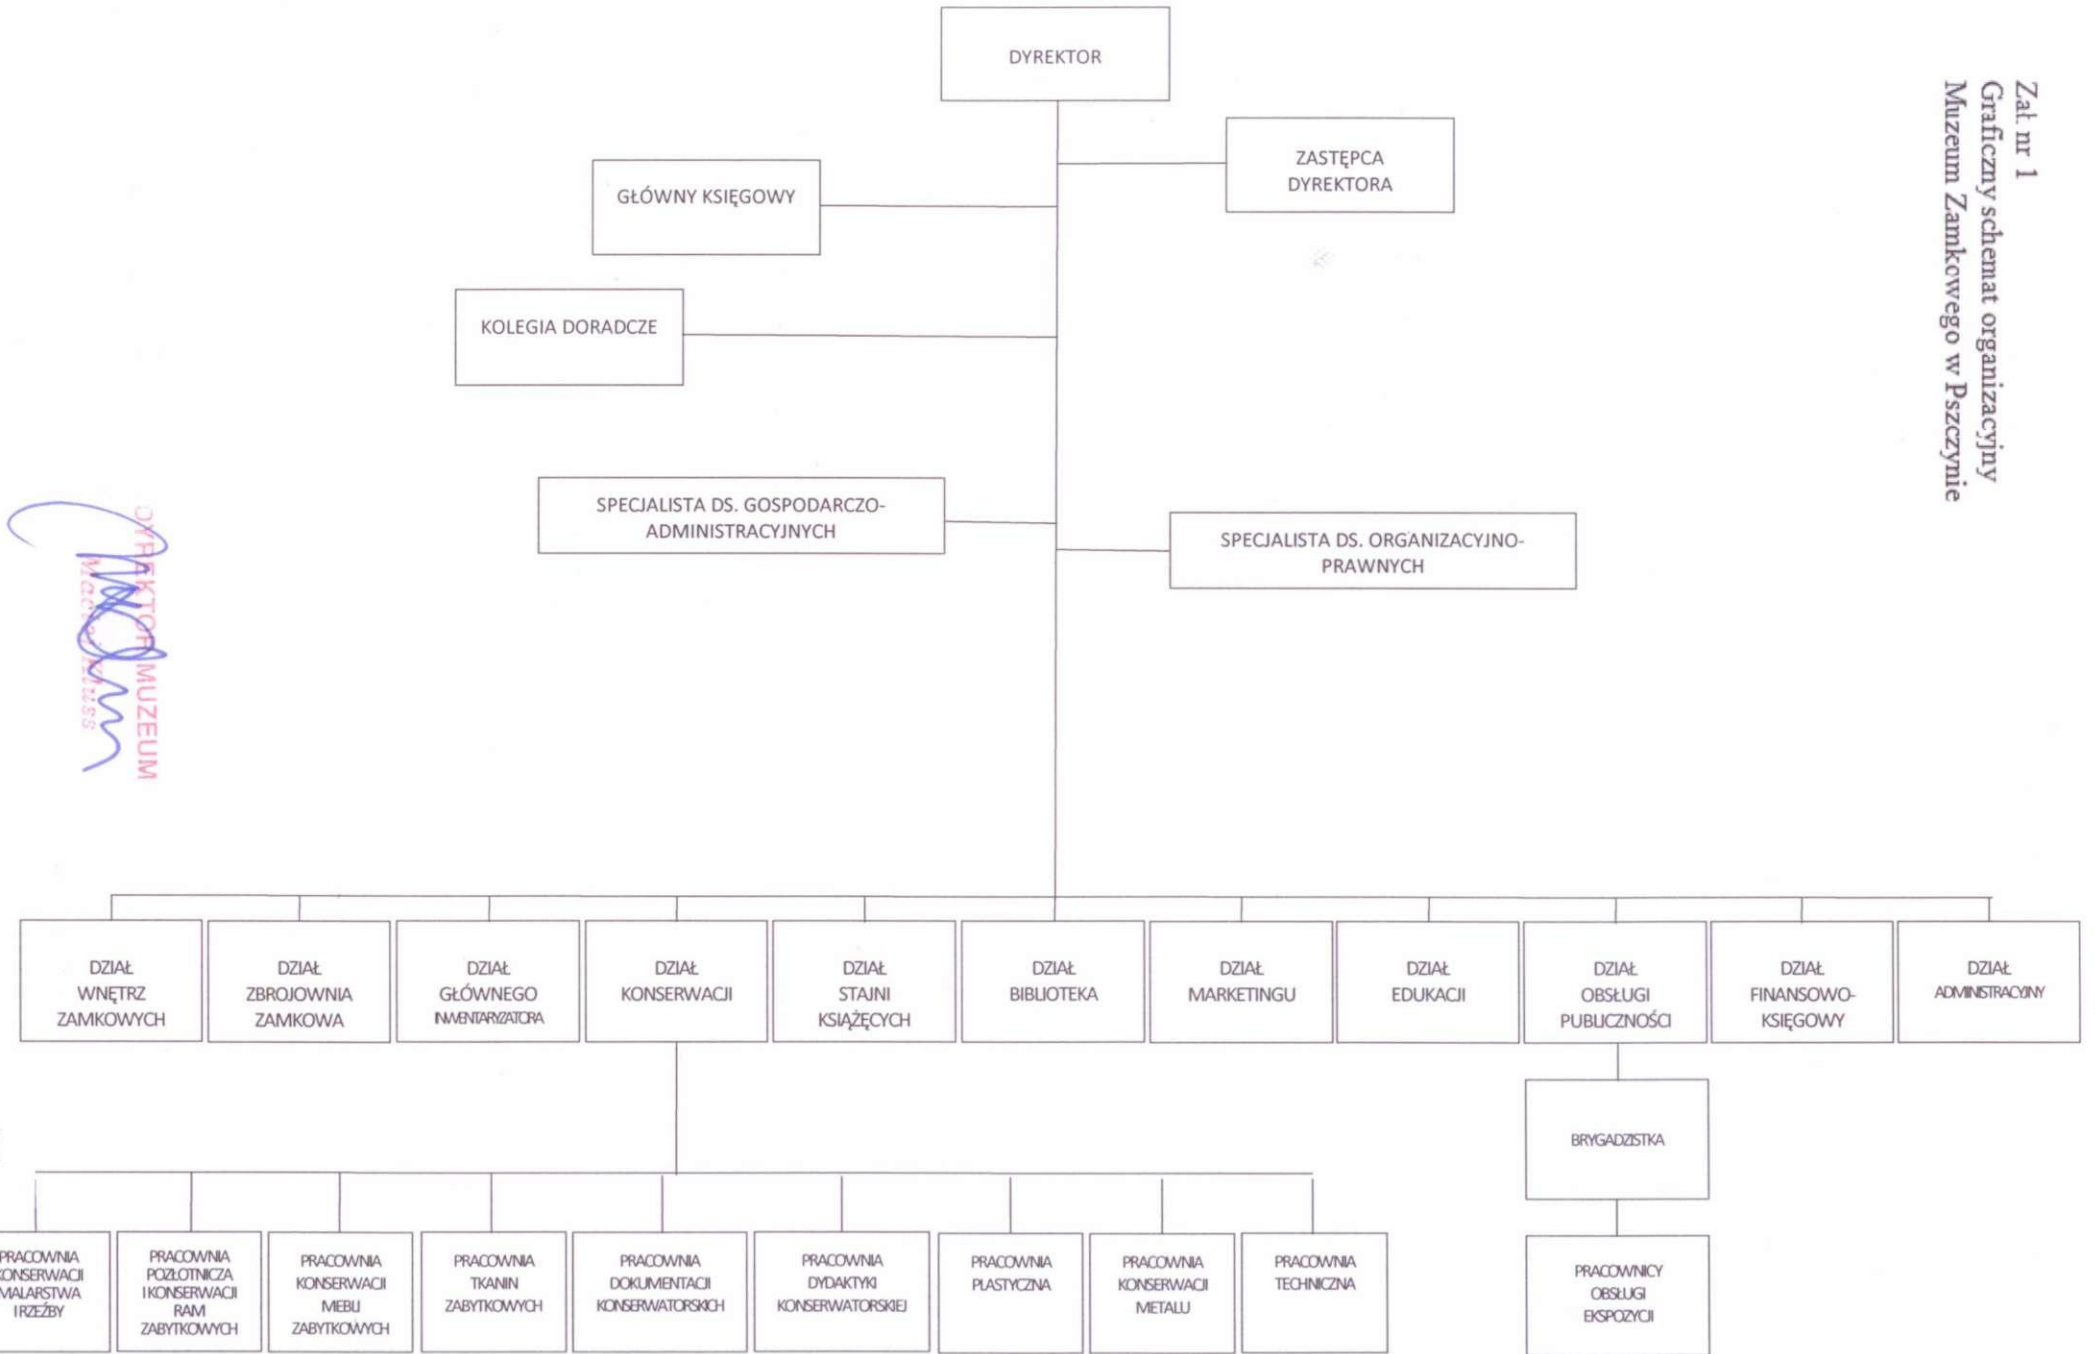 Zał. nr 1
Graficzny schemat organizacyjny
Muzeum Zamkowego w Pszczynie
DYREKTOR
ZASTĘPCA
DYREKTORA
GŁÓWNY KSIĘGOWY
KOLEGIA DORADCZE
SPECJALISTA DS. GOSPODARCZO-
ADMINISTRACYJNYCH
SPECJALISTA DS. ORGANIZACYJNO-
PRAWNYCH
DYREKTOR MUZEUM
DZIAŁ
WNĘTRZ
ZAMKOWYCH
DZIAŁ
ZBROJOWNIA
ZAMKOWA
DZIAŁ
GŁÓWNEGO
INWENTARYZATORA
DZIAŁ
KONSERWACJI
DZIAŁ
STAJNI
KSIĄŻĘCYCH
DZIAŁ
BIBLIOTEKA
DZIAŁ
MARKETINGU
DZIAŁ
EDUKACJI
DZIAŁ
OBSŁUGI
PUBLICZNOŚCI
DZIAŁ
FINANSOWO-
KSIĘGOWY
DZIAŁ
ADMINISTRACYJNY
BRYGADZISTKA
PRACOWNIA
KONSERWACJI
MALARSTWA
I RZEŹBY
PRACOWNIA
POZŁOTNICZA
I KONSERWACJI
RAM
ZABYTKOWYCH
PRACOWNIA
KONSERWACJI
MEBLI
ZABYTKOWYCH
PRACOWNIA
TKANIN
ZABYTKOWYCH
PRACOWNIA
DOKUMENTACJI
KONSERWATORSKICH
PRACOWNIA
DYDAKTYKI
KONSERWATORSKIEJ
PRACOWNIA
PLASTYCZNA
PRACOWNIA
KONSERWACJI
METALU
PRACOWNIA
TECHNICZNA
PRACOWNICY
OBSŁUGI
EKSPOZYCJI